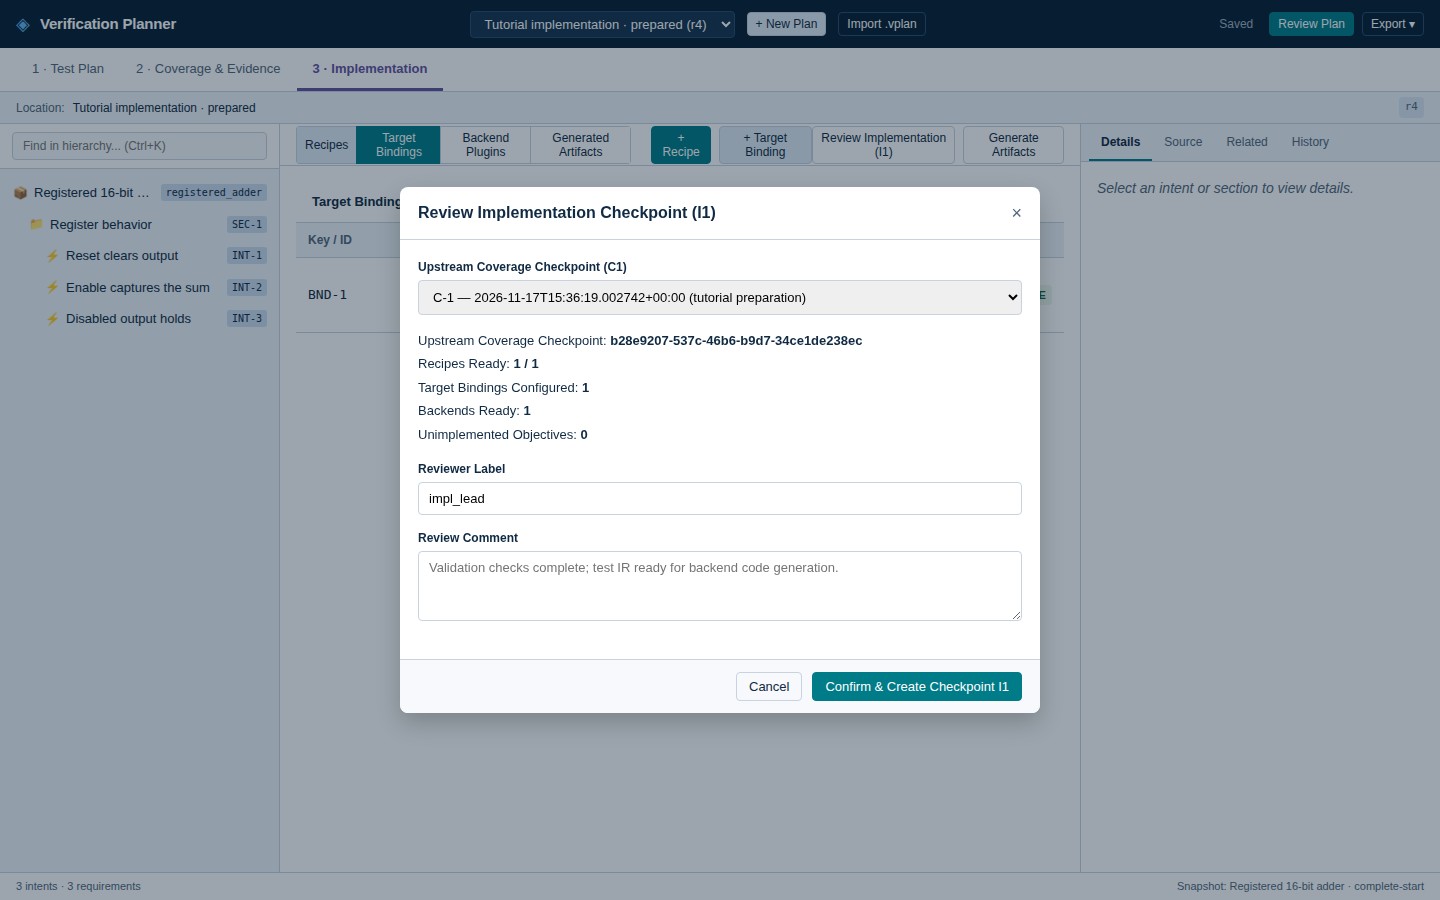 Verification Planner
Tutorial implementation · prepared (r4)
+ New Plan
Import .vplan
Saved
Review Plan
Export ▾
1 · Test Plan
2 · Coverage & Evidence
3 · Implementation
Location: Tutorial implementation · prepared
r4
Find in hierarchy... (Ctrl+K)
Recipes
Target
Bindings
Backend
Plugins
Generated
Artifacts
+
Recipe
+ Target
Binding
Review Implementation
(I1)
Generate
Artifacts
Details
Source
Related
History
Select an intent or section to view details.
Registered 16-bit ...
registered_adder
Register behavior
SEC-1
Reset clears output
INT-1
Enable captures the sum
INT-2
Disabled output holds
INT-3
Target Binding
Key / ID
BND-1
E
Review Implementation Checkpoint (I1)
×
Upstream Coverage Checkpoint (C1)
C-1 — 2026-11-17T15:36:19.002742+00:00 (tutorial preparation)
Upstream Coverage Checkpoint: b28e9207-537c-46b6-b9d7-34ce1de238ec
Recipes Ready: 1 / 1
Target Bindings Configured: 1
Backends Ready: 1
Unimplemented Objectives: 0
Reviewer Label
impl_lead
Review Comment
Validation checks complete; test IR ready for backend code generation.
Cancel
Confirm & Create Checkpoint I1
3 intents · 3 requirements
Snapshot: Registered 16-bit adder · complete-start